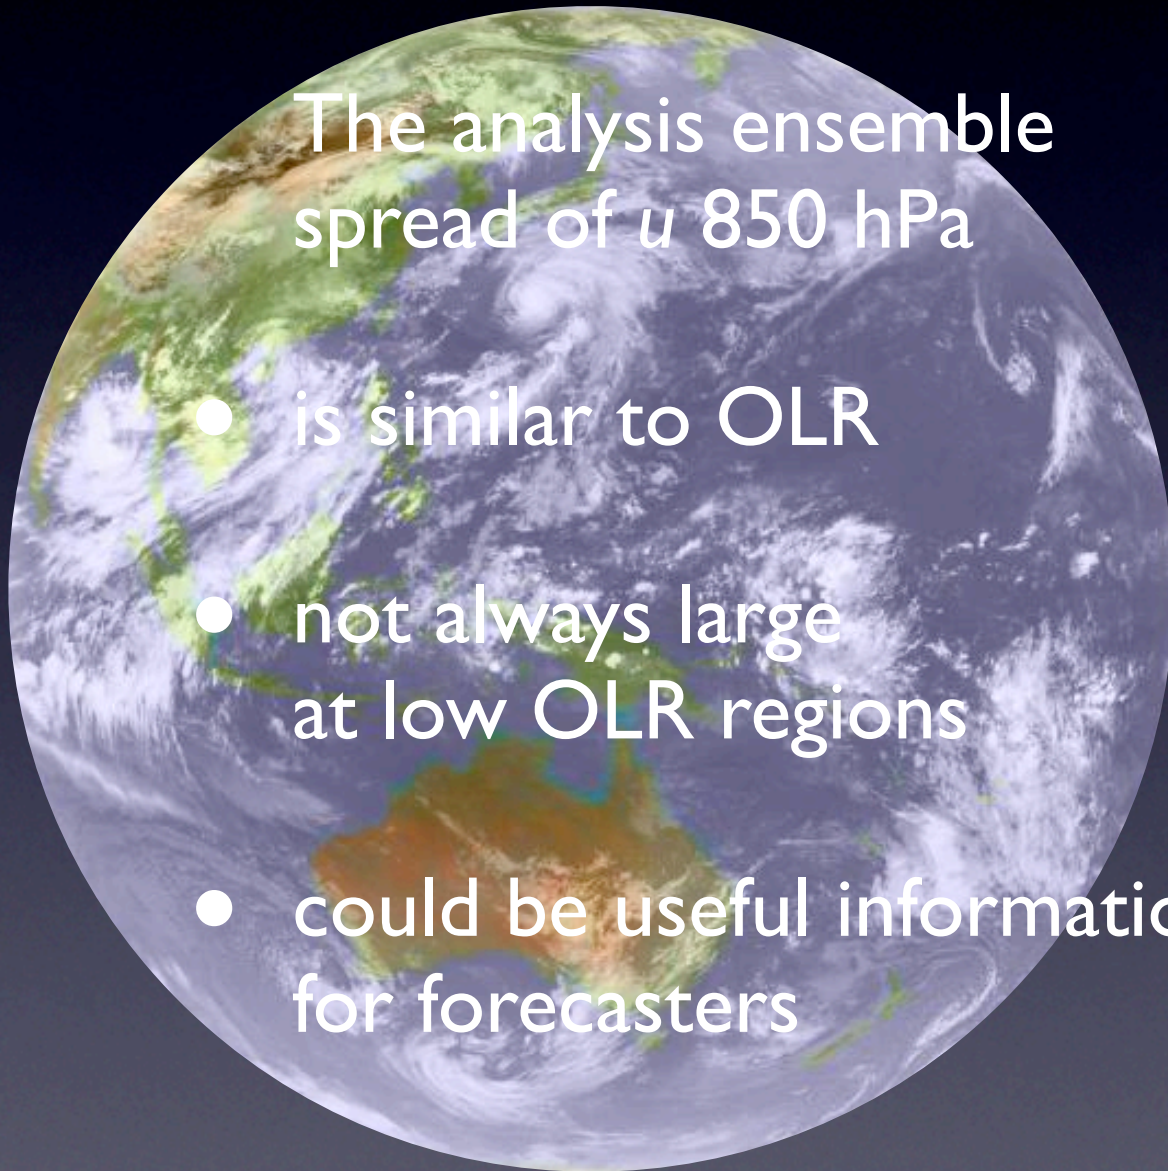 The analysis ensemble
spread of u 850 hPa
• is similar to OLR
• not always large
at low OLR regions
• could be useful informatio
for forecasters